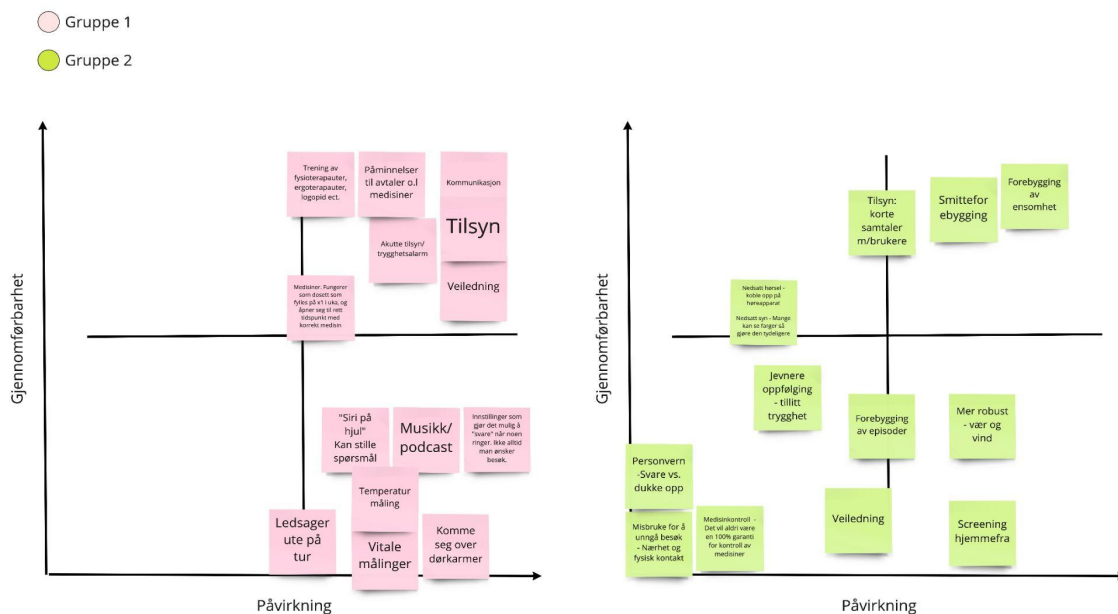 Gruppe 1
Gruppe 2
Gjennomførbarhet
Trening av
fysioterapauter,
ergoterapauter,
logopid ect.
Påminnelser
til avtaler o.l
medisiner
Kommunikasjon
Akutte tilsyn/
trygghetsalarm
Tilsyn
Veiledning
Medisiner. Fungerer
som dosett som
fylles på x1 i uka, og
åpner seg til rett
tidspunkt med
korrekt medisin
"Siri på
hjul"
Kan stille
spørsmål
Musikk/
podcast
Innstillinger som
gjør det mulig å
"svare" når noen
ringer. Ikke alltid
man ønsker
besøk.
Temperatur
måling
Ledsager
ute på
tur
Vitale
målinger
Komme
seg over
dørkarmer
Påvirkning
Gjennomførbarhet
Tilsyn:
korte
samtaler
m/brukere
Smittefor
ebygging
Forebygging
av
ensomhet
Nedsatt hørsel -
koble opp på
høreapparat
Nedsatt syn - Mange
kan se farger så
gjøre den tydeligere
Jevnere
oppfølging
- tillitt
trygghet
Forebygging
av episoder
Mer robust
- vær og
vind
Personvern
-Svare vs.
dukke opp
Misbruke for å
unngå besøk
- Nærhet og
fysisk kontakt
Medisinkontroll -
Det vil aldri være
en 100% garanti
for kontroll av
medisiner
Veiledning
Screening
hjemmefra
Påvirkning